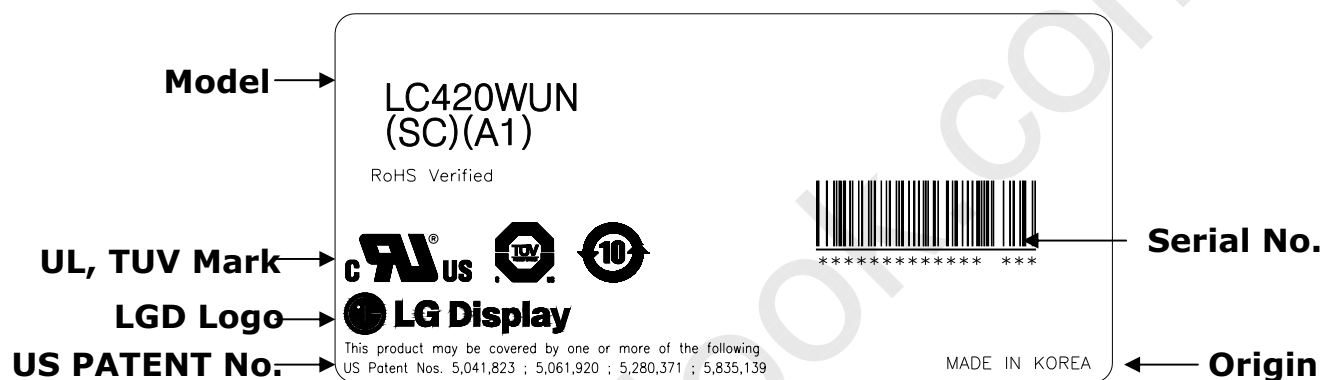 Model
LC420WUN
(SC)(A1)
RoHS Verified
UL, TUV Mark
c RU ® US TUV 10
Serial No.
************* ***
LGD Logo
LG Display
US PATENT No.
This product may be covered by one or more of the following
US Patent Nos. 5,041,823 ; 5,061,920 ; 5,280,371 ; 5,835,139
MADE IN KOREA
Origin